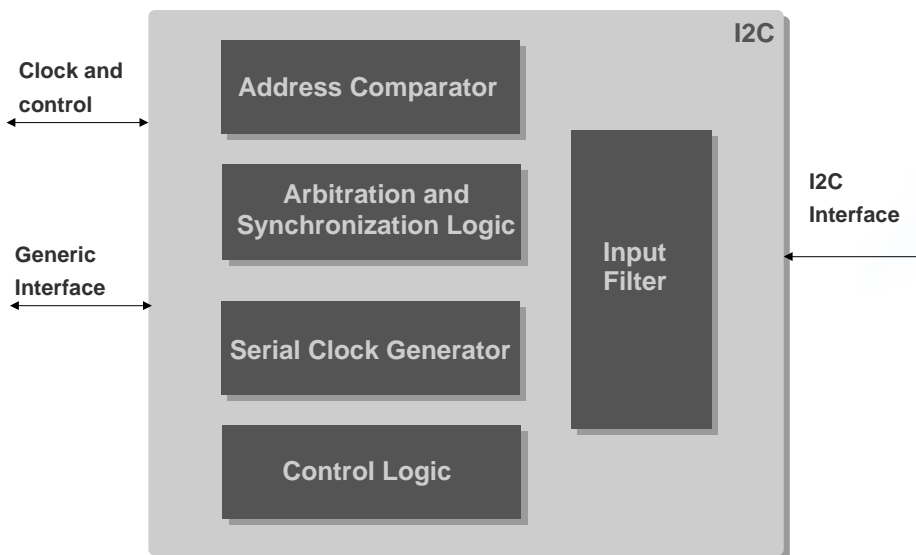 I2C
Clock and
control
Address Comparator
Arbitration and
Synchronization Logic
I2C
Interface
Generic
Interface
Input
Filter
Serial Clock Generator
Control Logic